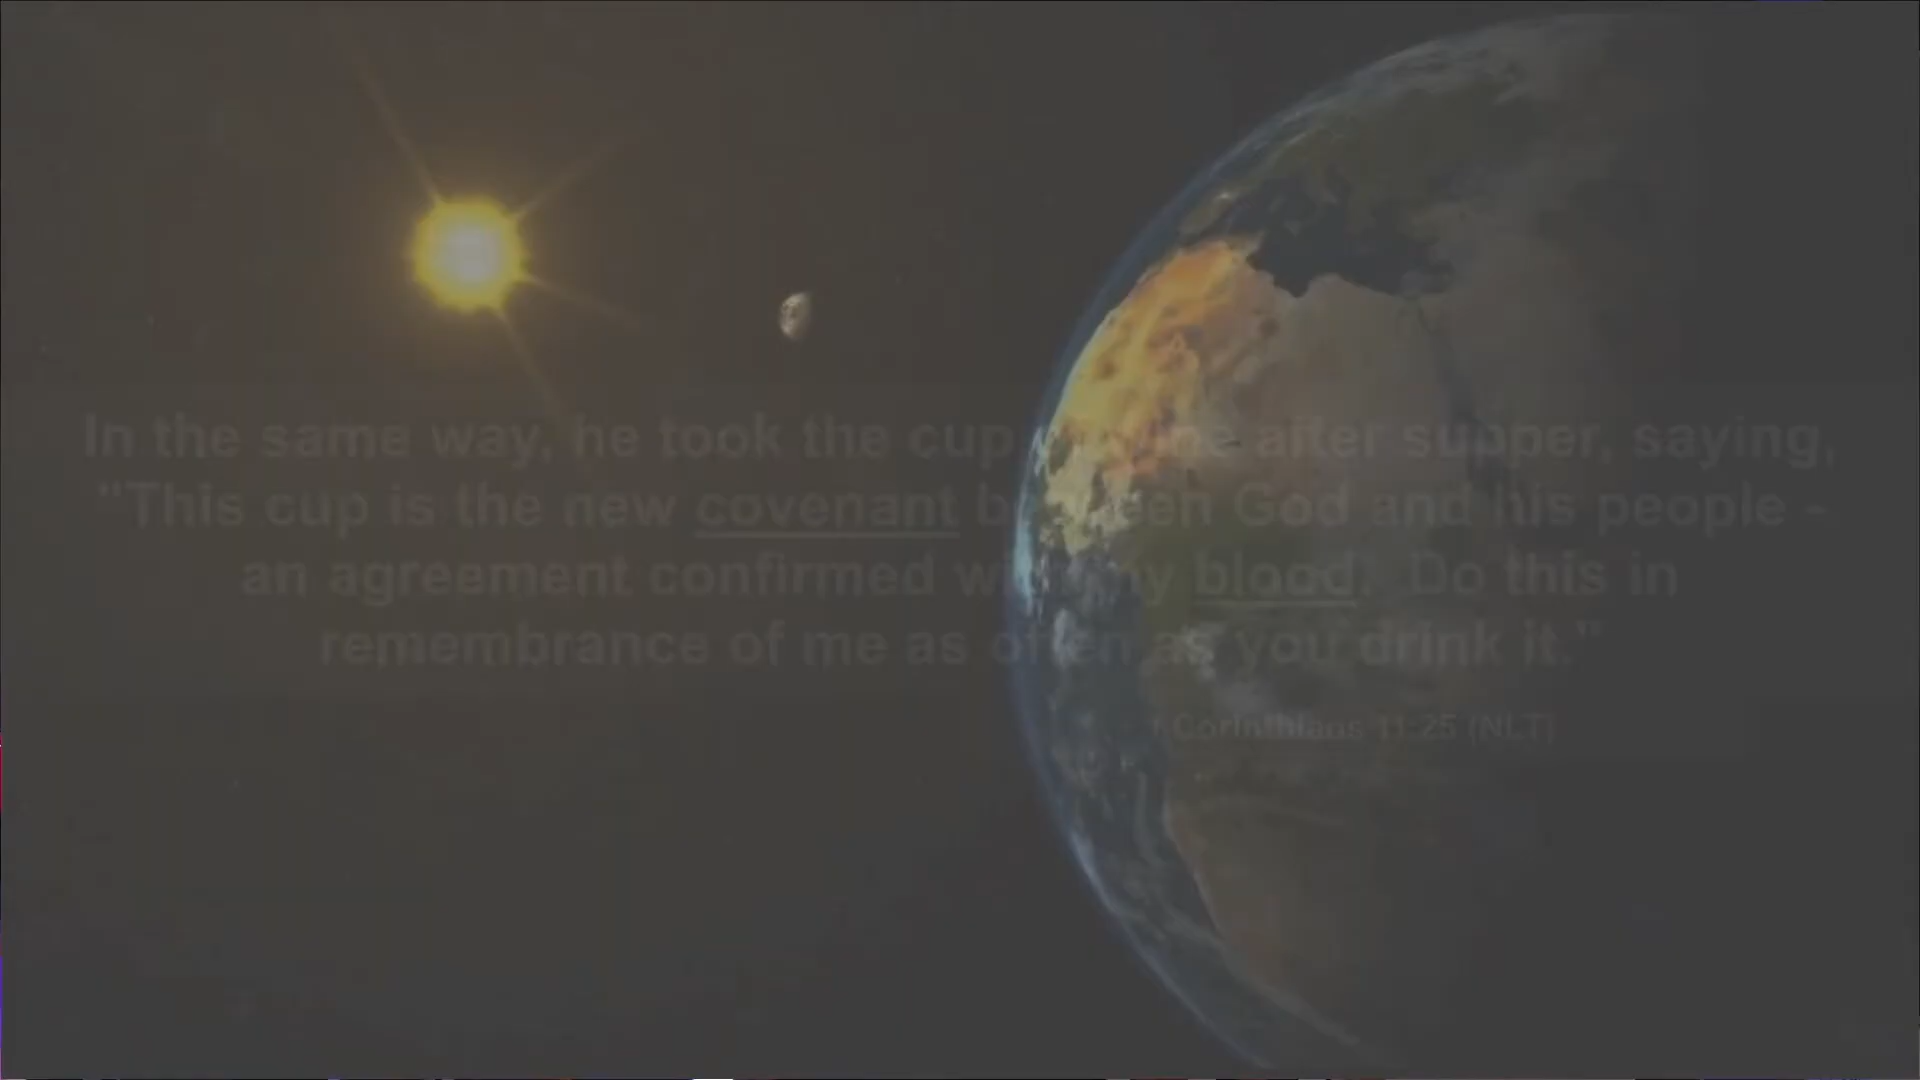 In the same way, he took the cup after supper, saying,
"This cup is the new covenant between God and his people -
an agreement confirmed with my blood. Do this in
remembrance of me as often as you drink it."
1 Corinthians 11:25 (NLT)